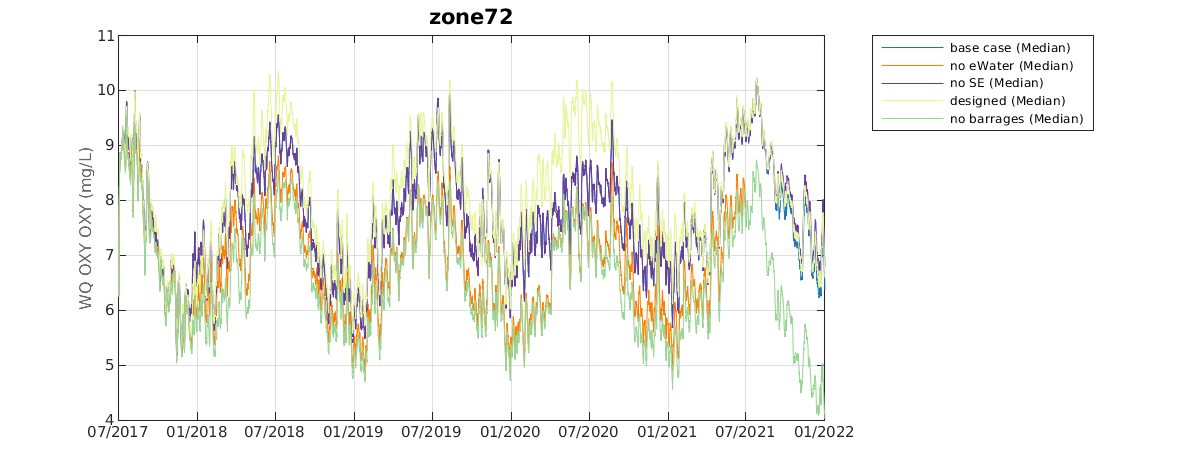 zone72
WQ OXY OXY (mg/L)
11
10
9
8
7
6
5
4
07/2017 01/2018 07/2018 01/2019 07/2019 01/2020 07/2020 01/2021 07/2021 01/2022
base case (Median)
no eWater (Median)
no SE (Median)
designed (Median)
no barrages (Median)